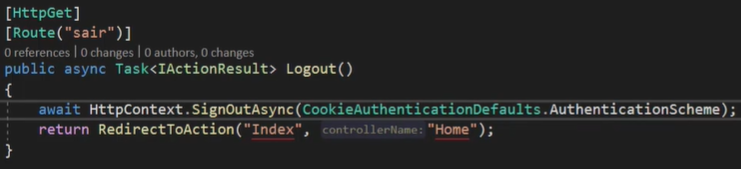 [HttpGet]
[Route("sair")]
0 references | 0 changes | 0 authors, 0 changes
public async Task<IActionResult> Logout()
{
await HttpContext.SignOutAsync(CookieAuthenticationDefaults.AuthenticationScheme);
return RedirectToAction("Index", controllerName: "Home");
}